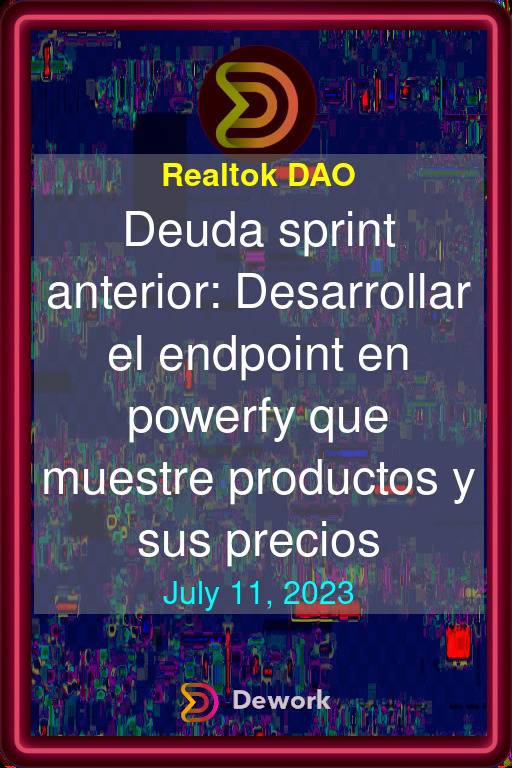 Realtok DAO
Deuda sprint
anterior: Desarrollar
el endpoint en
powerfy que
muestre productos y
sus precios
July 11, 2023
Dework